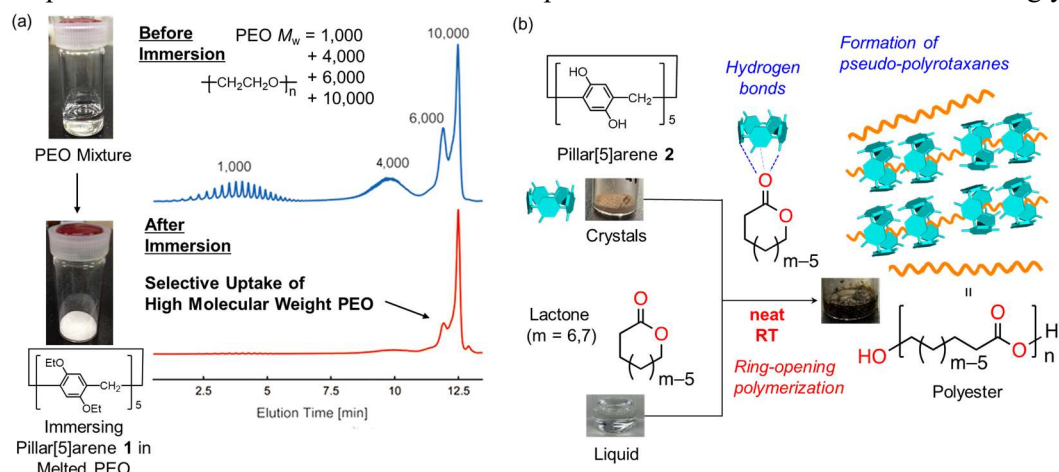 (a)
Before
Immersion
PEO Mw = 1,000
+ 4,000
+ 6,000
+ 10,000
CH2CH2O
n
10,000
6,000
4,000
1,000
PEO Mixture
After
Immersion
Selective Uptake of
High Molecular Weight PEO
2.5 5 7.5 10 12.5
Elution Time [min]
EtO
CH2
OEt
5
Immersing
Pillar[5]arene 1 in
Melted PEO
(b)
HO
CH2
OH
5
Pillar[5]arene 2
Crystals
Hydrogen
bonds
O
O
m–5
Formation of
pseudo-polyrotaxanes
Lactone
(m = 6,7)
O
O
m–5
Liquid
neat
RT
Ring-opening
polymerization
=
HO
O
O
H
m–5
n
Polyester